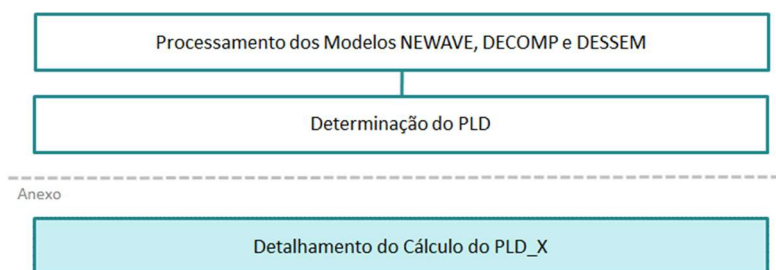 Processamento dos Modelos NEWAVE, DECOMP e DESSEM
Determinação do PLD
Anexo
Detalhamento do Cálculo do PLD_X